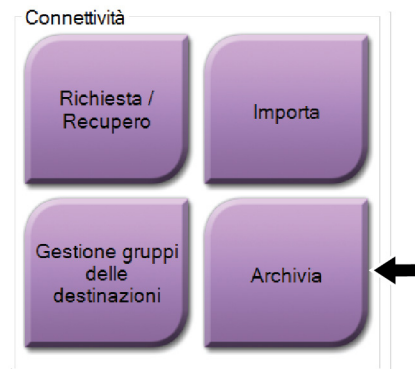 Connettività
Richiesta /
Recupero
Importa
Gestione gruppi
delle
destinazioni
Archivia